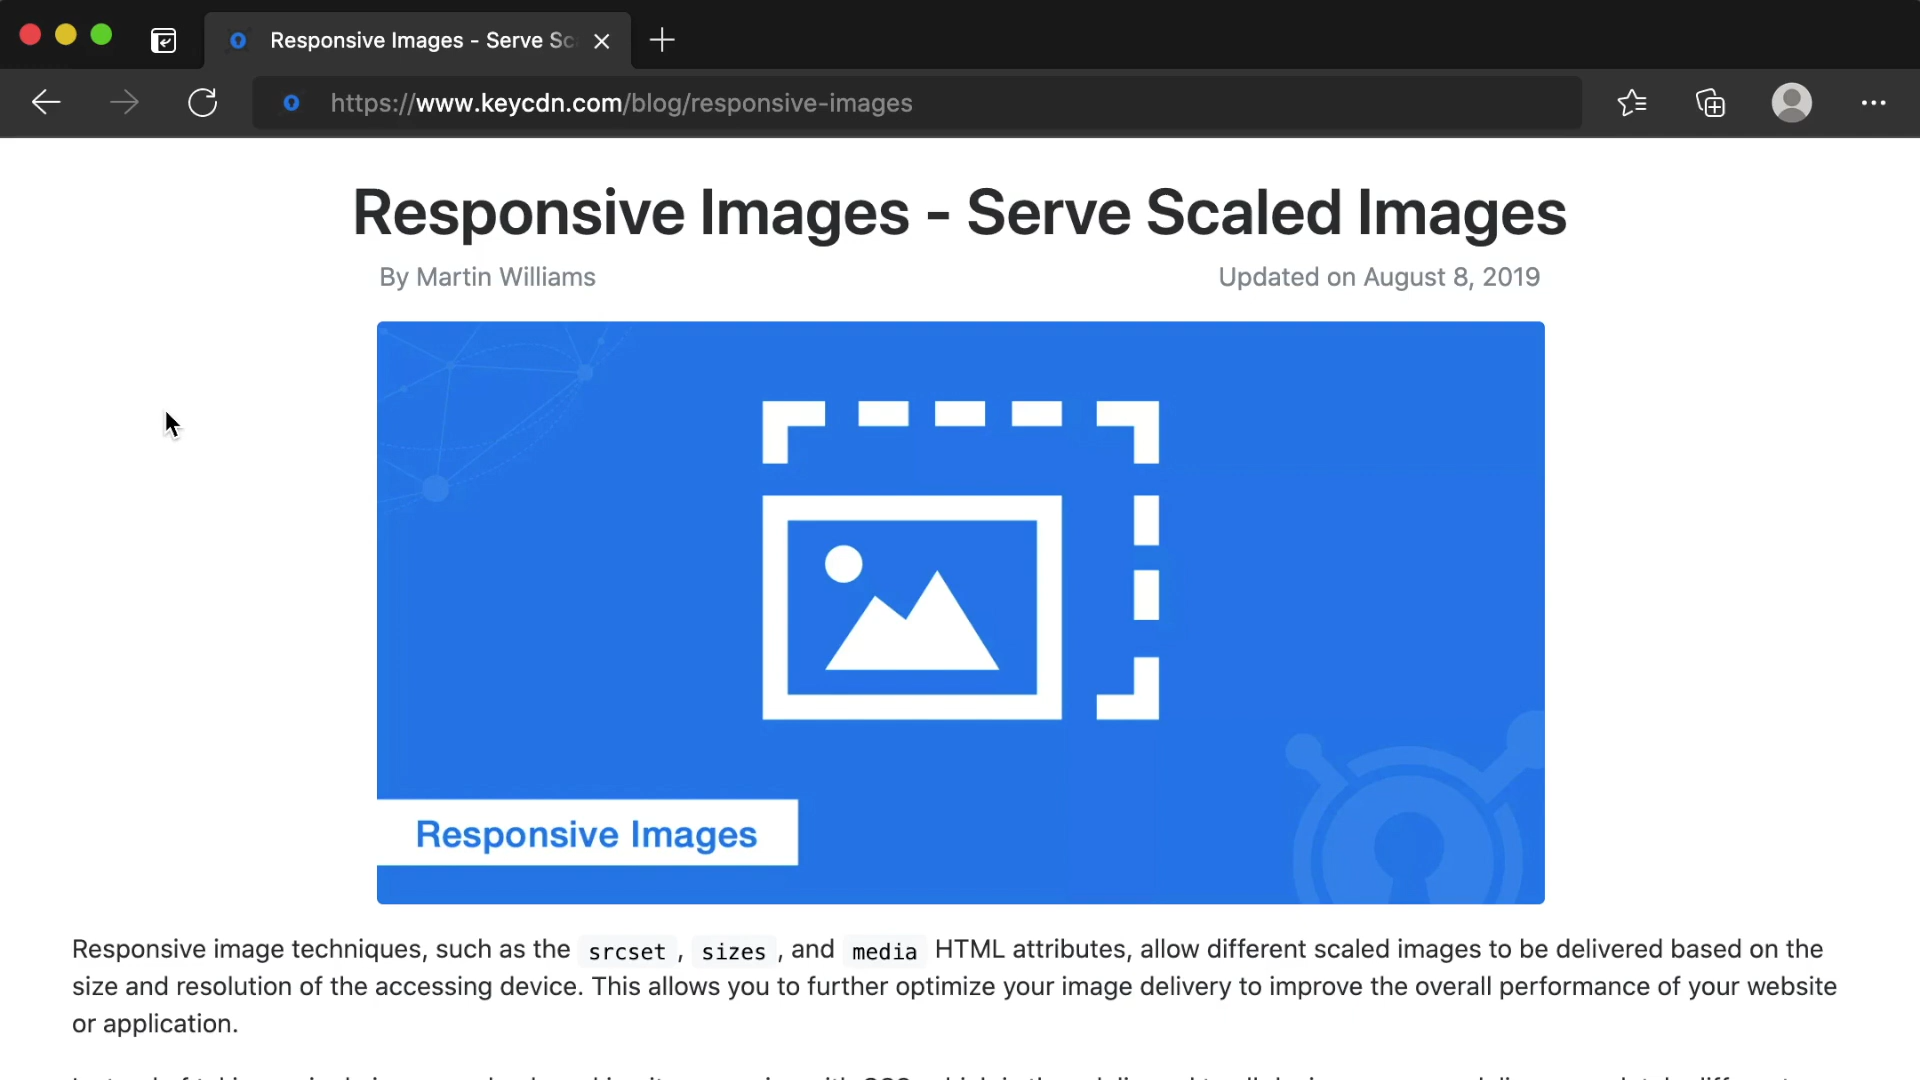 Responsive Images - Serve Sc
https://www.keycdn.com/blog/responsive-images
Responsive Images - Serve Scaled Images
By Martin Williams
Updated on August 8, 2019
Responsive Images
Responsive image techniques, such as the srcset , sizes , and media HTML attributes, allow different scaled images to be delivered based on the
size and resolution of the accessing device. This allows you to further optimize your image delivery to improve the overall performance of your website
or application.